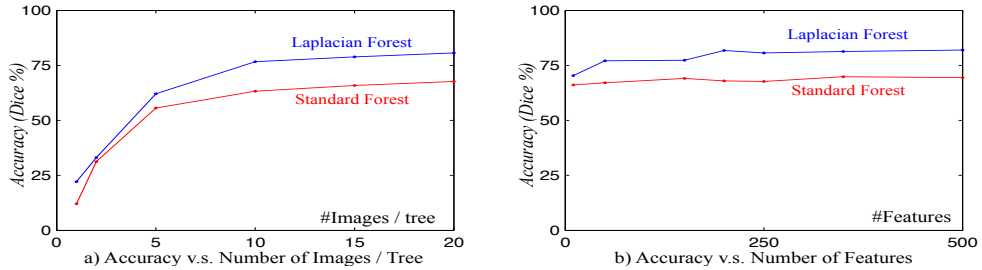 100
75
50
25
0
Accuracy (Dice %)
Laplacian Forest
Standard Forest
#Images / tree
0 5 10 15 20
a) Accuracy v.s. Number of Images / Tree
100
75
50
25
0
Accuracy (Dice %)
Laplacian Forest
Standard Forest
#Features
0 250 500
b) Accuracy v.s. Number of Features